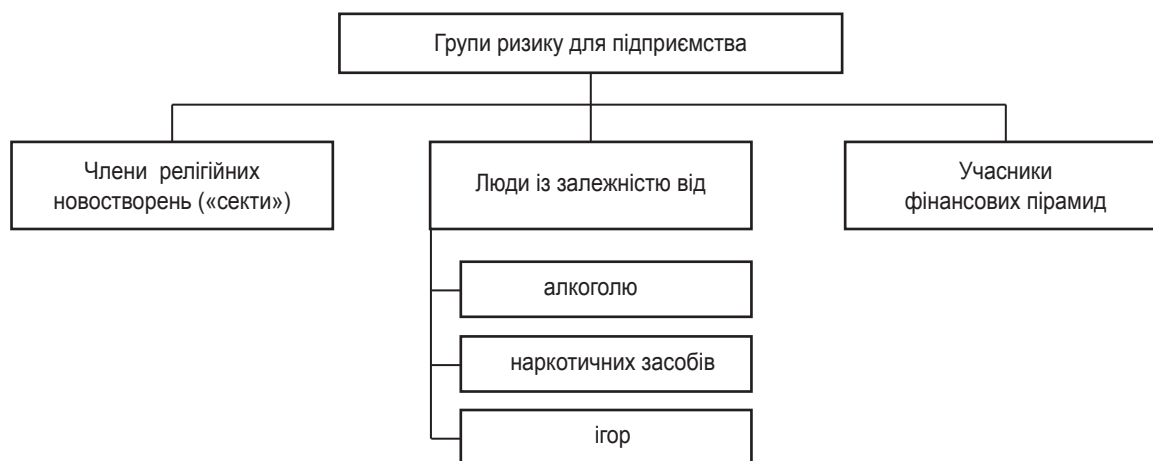 Групи ризику для підприємства
Члени релігійних
новостворень («секти»)
Люди із залежністю від
алкоголю
наркотичних засобів
ігор
Учасники
фінансових пірамид